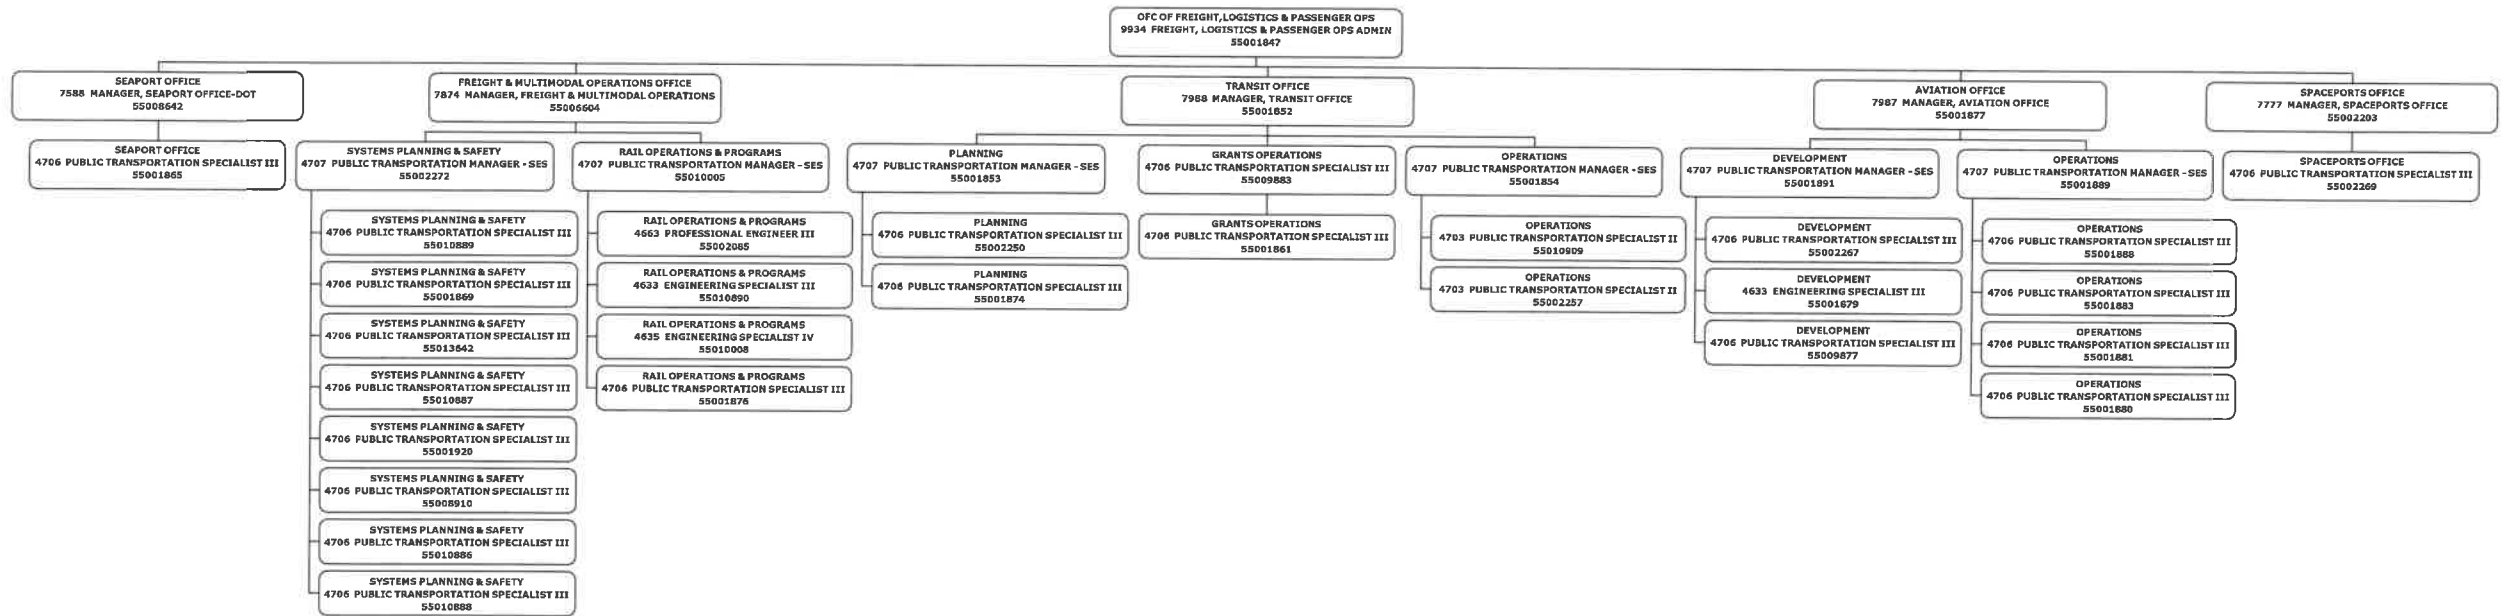 OFC OF FREIGHT,LOGISTICS & PASSENGER OPS
9934 FREIGHT, LOGISTICS & PASSENGER OPS ADMIN
55001847
SEAPORT OFFICE
7588 MANAGER, SEAPORT OFFICE-DOT
55008642
FREIGHT & MULTIMODAL OPERATIONS OFFICE
7874 MANAGER, FREIGHT & MULTIMODAL OPERATIONS
55006604
TRANSIT OFFICE
7988 MANAGER, TRANSIT OFFICE
55001852
AVIATION OFFICE
7987 MANAGER, AVIATION OFFICE
55001877
SPACEPORTS OFFICE
7777 MANAGER, SPACEPORTS OFFICE
55002203
SEAPORT OFFICE
4706 PUBLIC TRANSPORTATION SPECIALIST III
55001865
SYSTEMS PLANNING & SAFETY
4707 PUBLIC TRANSPORTATION MANAGER - SES
55002272
RAIL OPERATIONS & PROGRAMS
4707 PUBLIC TRANSPORTATION MANAGER - SES
55010005
PLANNING
4707 PUBLIC TRANSPORTATION MANAGER - SES
55001853
GRANTS OPERATIONS
4706 PUBLIC TRANSPORTATION SPECIALIST III
55009883
OPERATIONS
4707 PUBLIC TRANSPORTATION MANAGER - SES
55001854
DEVELOPMENT
4707 PUBLIC TRANSPORTATION MANAGER - SES
55001891
OPERATIONS
4707 PUBLIC TRANSPORTATION MANAGER - SES
55001889
SPACEPORTS OFFICE
4706 PUBLIC TRANSPORTATION SPECIALIST III
55002269
SYSTEMS PLANNING & SAFETY
4706 PUBLIC TRANSPORTATION SPECIALIST III
55010889
SYSTEMS PLANNING & SAFETY
4706 PUBLIC TRANSPORTATION SPECIALIST III
55001869
SYSTEMS PLANNING & SAFETY
4706 PUBLIC TRANSPORTATION SPECIALIST III
55013642
SYSTEMS PLANNING & SAFETY
4706 PUBLIC TRANSPORTATION SPECIALIST III
55010887
SYSTEMS PLANNING & SAFETY
4706 PUBLIC TRANSPORTATION SPECIALIST III
55001920
SYSTEMS PLANNING & SAFETY
4706 PUBLIC TRANSPORTATION SPECIALIST III
55008910
SYSTEMS PLANNING & SAFETY
4706 PUBLIC TRANSPORTATION SPECIALIST III
55010886
SYSTEMS PLANNING & SAFETY
4706 PUBLIC TRANSPORTATION SPECIALIST III
55010888
RAIL OPERATIONS & PROGRAMS
4663 PROFESSIONAL ENGINEER III
55002085
RAIL OPERATIONS & PROGRAMS
4633 ENGINEERING SPECIALIST III
55010890
RAIL OPERATIONS & PROGRAMS
4635 ENGINEERING SPECIALIST IV
55010008
RAIL OPERATIONS & PROGRAMS
4706 PUBLIC TRANSPORTATION SPECIALIST III
55001876
PLANNING
4706 PUBLIC TRANSPORTATION SPECIALIST III
55002250
PLANNING
4706 PUBLIC TRANSPORTATION SPECIALIST III
55001874
GRANTS OPERATIONS
4706 PUBLIC TRANSPORTATION SPECIALIST III
55001861
OPERATIONS
4703 PUBLIC TRANSPORTATION SPECIALIST II
55010909
OPERATIONS
4703 PUBLIC TRANSPORTATION SPECIALIST II
55002257
DEVELOPMENT
4706 PUBLIC TRANSPORTATION SPECIALIST III
55002267
DEVELOPMENT
4633 ENGINEERING SPECIALIST III
55001879
DEVELOPMENT
4706 PUBLIC TRANSPORTATION SPECIALIST III
55009877
OPERATIONS
4706 PUBLIC TRANSPORTATION SPECIALIST III
55001888
OPERATIONS
4706 PUBLIC TRANSPORTATION SPECIALIST III
55001883
OPERATIONS
4706 PUBLIC TRANSPORTATION SPECIALIST III
55001881
OPERATIONS
4706 PUBLIC TRANSPORTATION SPECIALIST III
55001880